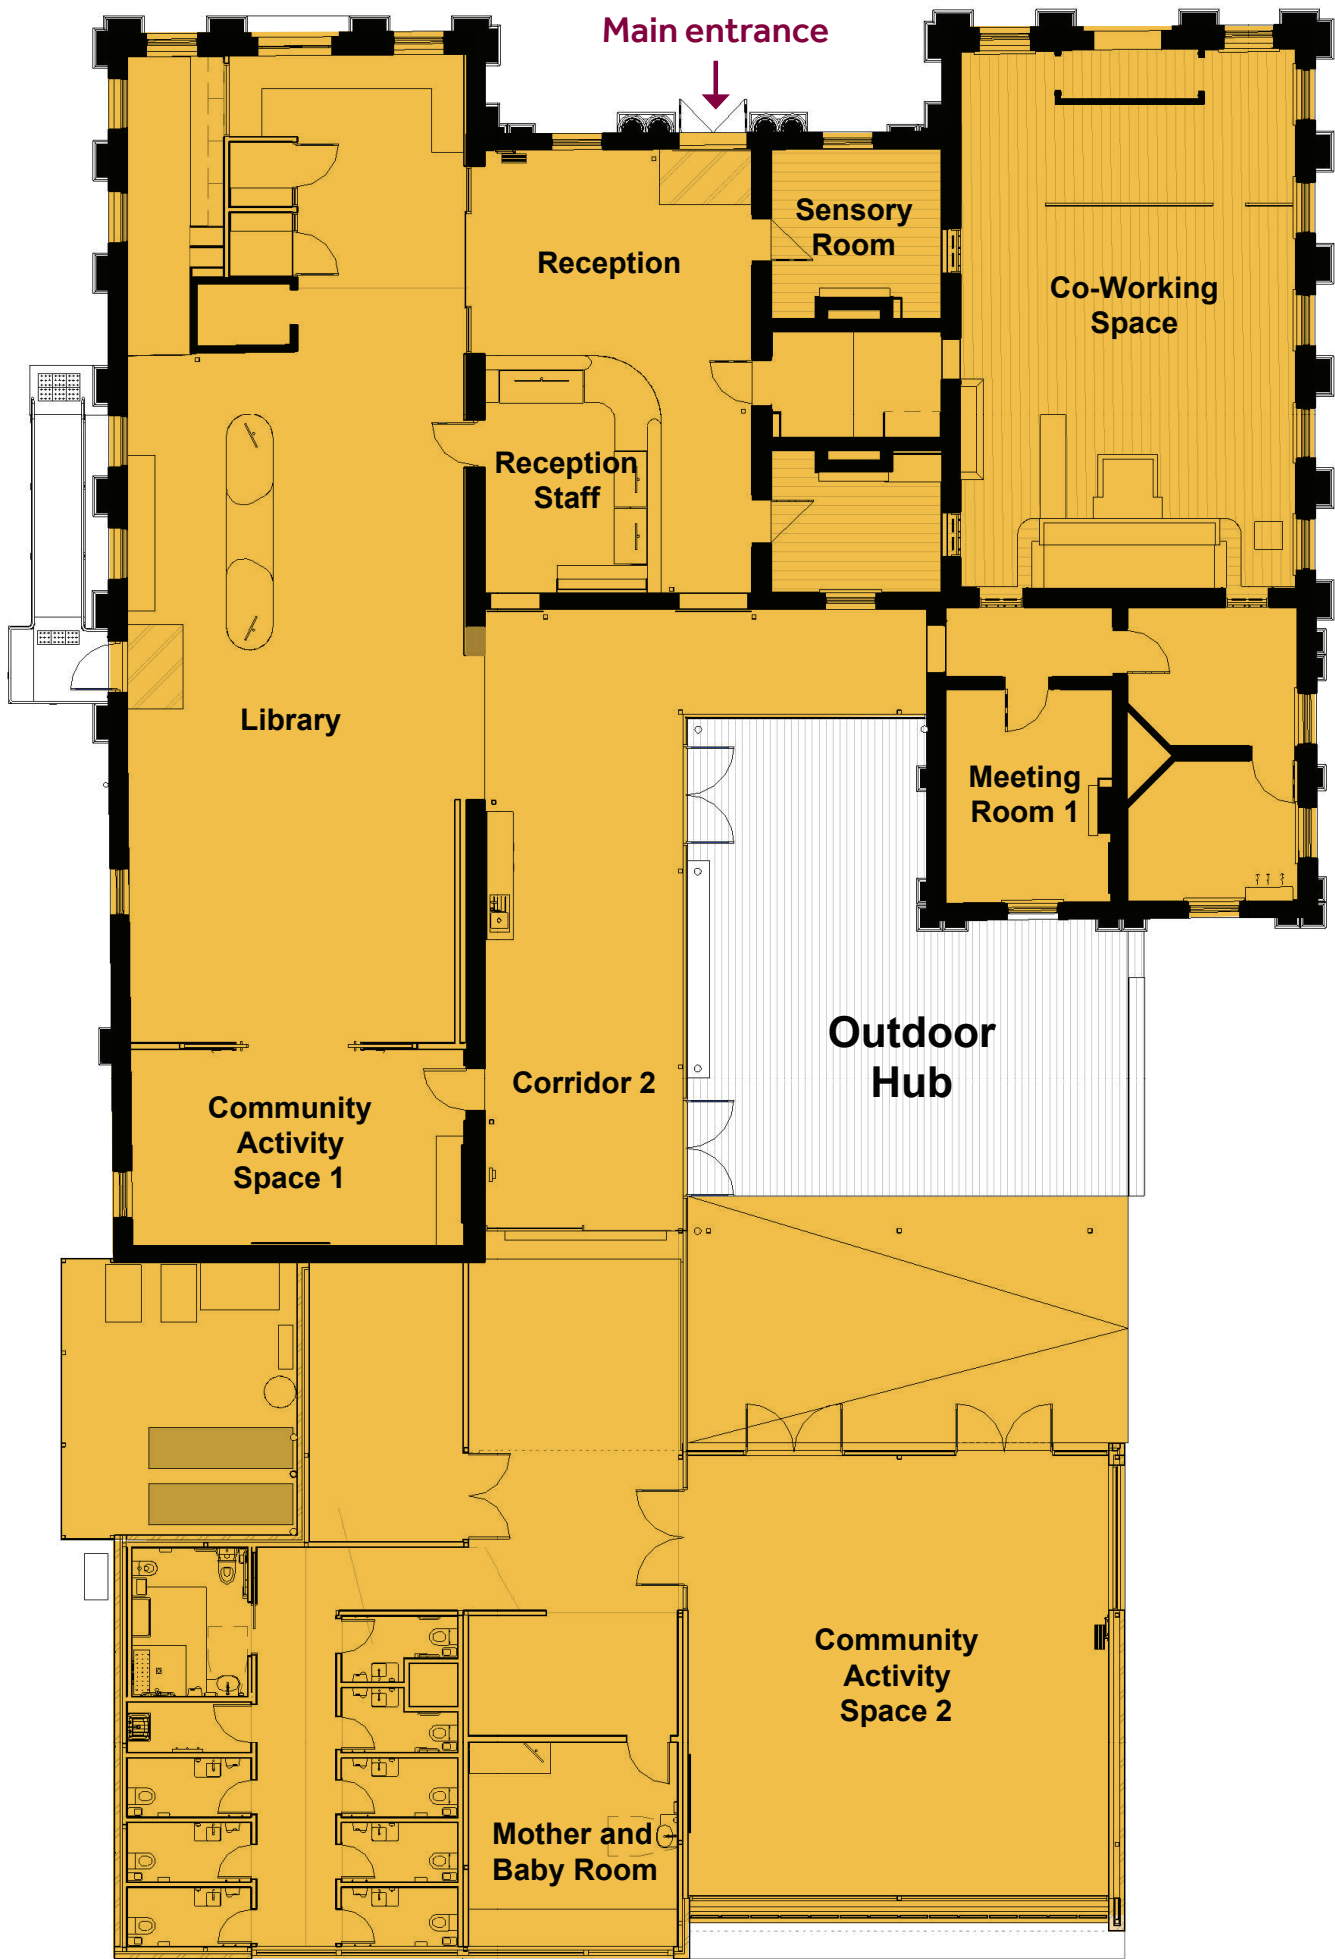 Main entrance
Sensory
Room
Reception
Co-Working
Space
Reception
Staff
Library
Meeting
Room 1
Outdoor
Hub
Corridor 2
Community
Activity
Space 1
Community
Activity
Space 2
Mother and
Baby Room